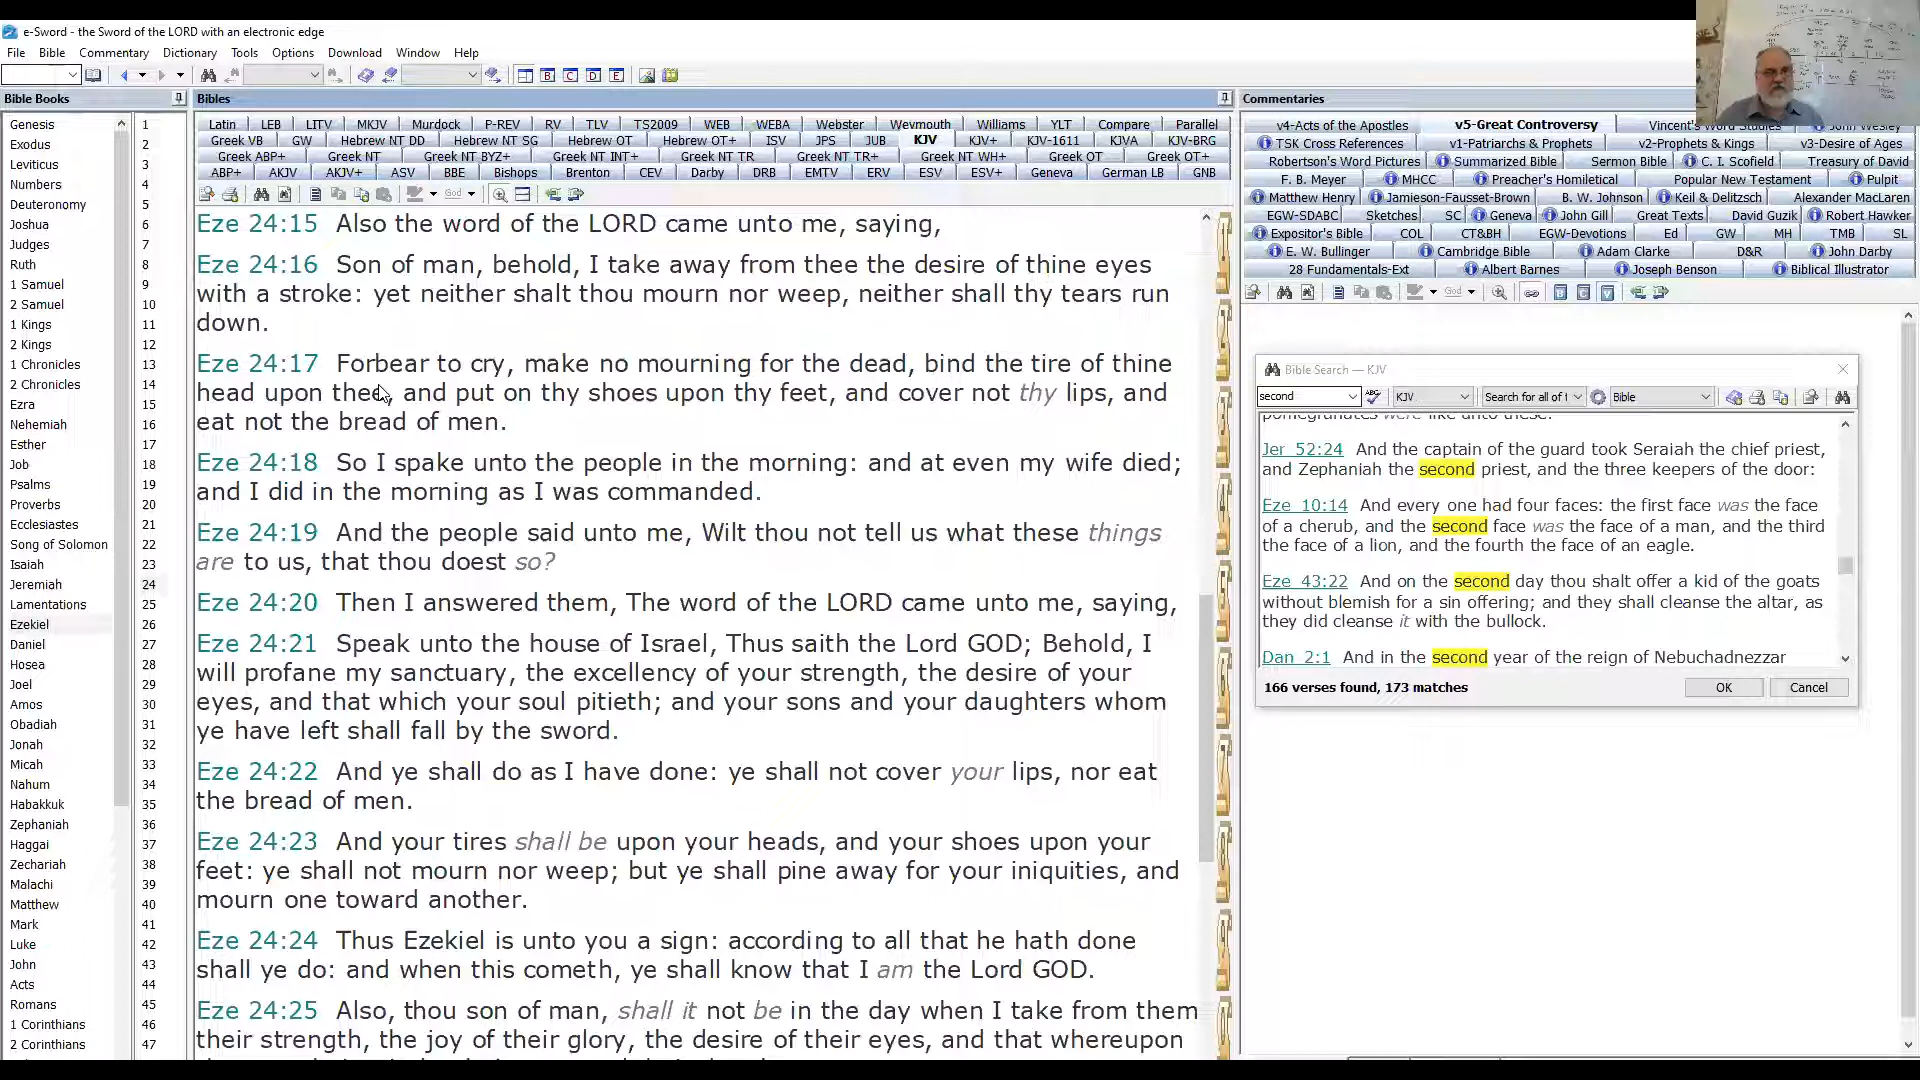 e-Sword - the Sword of the LORD with an electronic edge
File Bible Commentary Dictionary Tools Options Download Window Help
B C D E
Bible Books
Genesis
Exodus
Leviticus
Numbers
Deuteronomy
Joshua
Judges
Ruth
1 Samuel
2 Samuel
1 Kings
2 Kings
1 Chronicles
2 Chronicles
Ezra
Nehemiah
Esther
Job
Psalms
Proverbs
Ecclesiastes
Song of Solomon
Isaiah
Jeremiah
Lamentations
Ezekiel
Daniel
Hosea
Joel
Amos
Obadiah
Jonah
Micah
Nahum
Habakkuk
Zephaniah
Haggai
Zechariah
Malachi
Matthew
Mark
Luke
John
Acts
Romans
1 Corinthians
2 Corinthians
1
2
3
4
5
6
7
8
9
10
11
12
13
14
15
16
17
18
19
20
21
22
23
24
25
26
27
28
29
30
31
32
33
34
35
36
37
38
39
40
41
42
43
44
45
46
47
Bibles
Latin LEB LITV MKJV Murdock P-REV RV TLV TS2009 WEB WEBA Webster Weymouth Williams YLT Compare Parallel
Greek VB GW Hebrew NT DD Hebrew NT SG Hebrew OT Hebrew OT+ ISV JPS JUB KJV KJV+ KJVA KJV-1611 KJV-BRG
Greek ABP+ Greek NT Greek NT BYZ+ Greek NT INT+ Greek NT TR Greek NT TR+ Greek NT WH+ Greek OT Greek OT+
ABP+ AKJV AKJV+ ASV BBE Bishops Brenton CEV Darby DRB EMTV ERV ESV ESV+ Geneva German LB GNB
God
Eze 24:15 Also the word of the LORD came unto me, saying,
Eze 24:16 Son of man, behold, I take away from thee the desire of thine eyes
with a stroke: yet neither shalt thou mourn nor weep, neither shall thy tears run
down.
Eze 24:17 Forbear to cry, make no mourning for the dead, bind the tire of thine
head upon thee, and put on thy shoes upon thy feet, and cover not thy lips, and
eat not the bread of men.
Eze 24:18 So I spake unto the people in the morning: and at even my wife died;
and I did in the morning as I was commanded.
Eze 24:19 And the people said unto me, Wilt thou not tell us what these things
are to us, that thou doest so?
Eze 24:20 Then I answered them, The word of the LORD came unto me, saying,
Eze 24:21 Speak unto the house of Israel, Thus saith the Lord GOD; Behold, I
will profane my sanctuary, the excellency of your strength, the desire of your
eyes, and that which your soul pitieth; and your sons and your daughters whom
ye have left shall fall by the sword.
Eze 24:22 And ye shall do as I have done: ye shall not cover your lips, nor eat
the bread of men.
Eze 24:23 And your tires shall be upon your heads, and your shoes upon your
feet: ye shall not mourn nor weep; but ye shall pine away for your iniquities, and
mourn one toward another.
Eze 24:24 Thus Ezekiel is unto you a sign: according to all that he hath done
shall ye do: and when this cometh, ye shall know that I am the Lord GOD.
Eze 24:25 Also, thou son of man, shall it not be in the day when I take from them
their strength, the joy of their glory, the desire of their eyes, and that whereupon
Commentaries
v4-Acts of the Apostles v5-Great Controversy Vincent's Word Studies John Wesley
TSK Cross References v1-Patriarchs & Prophets v2-Prophets & Kings v3-Desire of Ages
Robertson's Word Pictures Summarized Bible Sermon Bible C. I. Scofield Treasury of David
F. B. Meyer MHCC Preacher's Homiletical Popular New Testament Pulpit
Matthew Henry Jamieson-Fausset-Brown B. W. Johnson Keil & Delitzsch Alexander MacLaren
EGW-SDABC Sketches SC Geneva John Gill Great Texts David Guzik Robert Hawker
Expositor's Bible COL CT&BH EGW-Devotions Ed GW MH TMB SL
E. W. Bullinger Cambridge Bible Adam Clarke D&R John Darby
28 Fundamentals-Ext Albert Barnes Joseph Benson Biblical Illustrator
God D C V
Bible Search — KJV
second KJV Search for all of t Bible
pomegranates were like unto these.
Jer 52:24 And the captain of the guard took Seraiah the chief priest,
and Zephaniah the second priest, and the three keepers of the door:
Eze 10:14 And every one had four faces: the first face was the face
of a cherub, and the second face was the face of a man, and the third
the face of a lion, and the fourth the face of an eagle.
Eze 43:22 And on the second day thou shalt offer a kid of the goats
without blemish for a sin offering; and they shall cleanse the altar, as
they did cleanse it with the bullock.
Dan 2:1 And in the second year of the reign of Nebuchadnezzar
166 verses found, 173 matches
OK Cancel